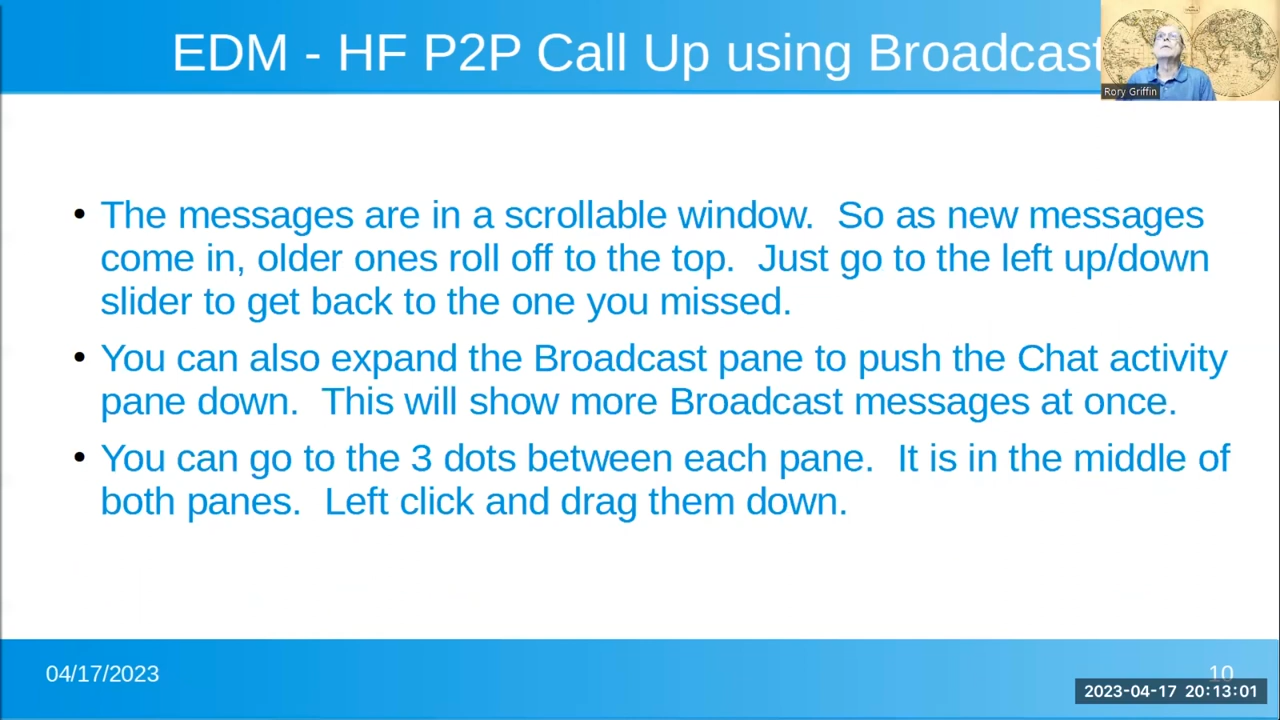 EDM - HF P2P Call Up using Broadcast
Rory Griffin
• The messages are in a scrollable window.  So as new messages
come in, older ones roll off to the top.  Just go to the left up/down
slider to get back to the one you missed.
• You can also expand the Broadcast pane to push the Chat activity
pane down.  This will show more Broadcast messages at once.
• You can go to the 3 dots between each pane.  It is in the middle of
both panes.  Left click and drag them down.
04/17/2023
10
2023-04-17  20:13:01